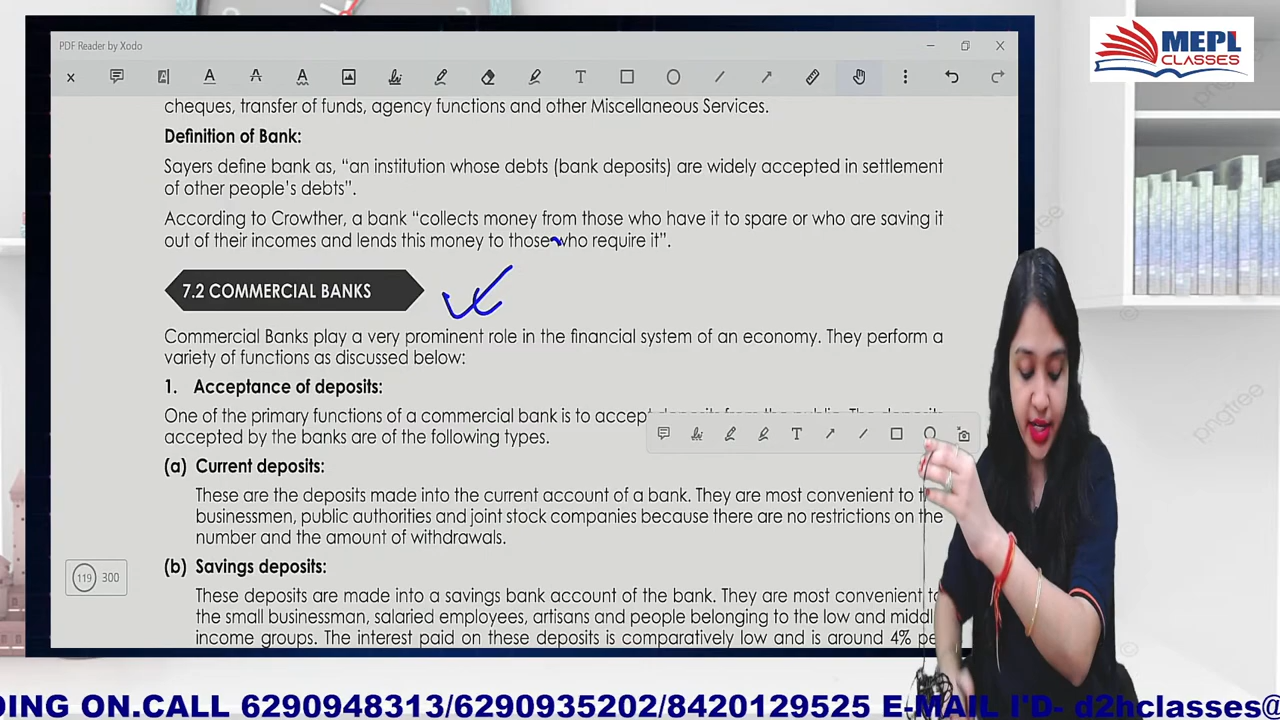 PDF Reader by Xodo
MEPL
CLASSES
cheques, transfer of funds, agency functions and other Miscellaneous Services.
Definition of Bank:
Sayers define bank as, “an institution whose debts (bank deposits) are widely accepted in settlement
of other people’s debts”.
According to Crowther, a bank “collects money from those who have it to spare or who are saving it
out of their incomes and lends this money to those who require it”.
7.2 COMMERCIAL BANKS
Commercial Banks play a very prominent role in the financial system of an economy. They perform a
variety of functions as discussed below:
1. Acceptance of deposits:
One of the primary functions of a commercial bank is to accept deposits from the public. The deposits
accepted by the banks are of the following types.
(a) Current deposits:
These are the deposits made into the current account of a bank. They are most convenient to
businessmen, public authorities and joint stock companies because there are no restrictions on the
number and the amount of withdrawals.
(b) Savings deposits:
These deposits are made into a savings bank account of the bank. They are most convenient
the small businessman, salaried employees, artisans and people belonging to the low and
income groups. The interest paid on these deposits is comparatively low and is around 4%
119 300
T
T
pngtree
pngtree
DING ON.CALL 6290948313/6290935202/8420129525 E-MAIL I'D- d2hclasses@